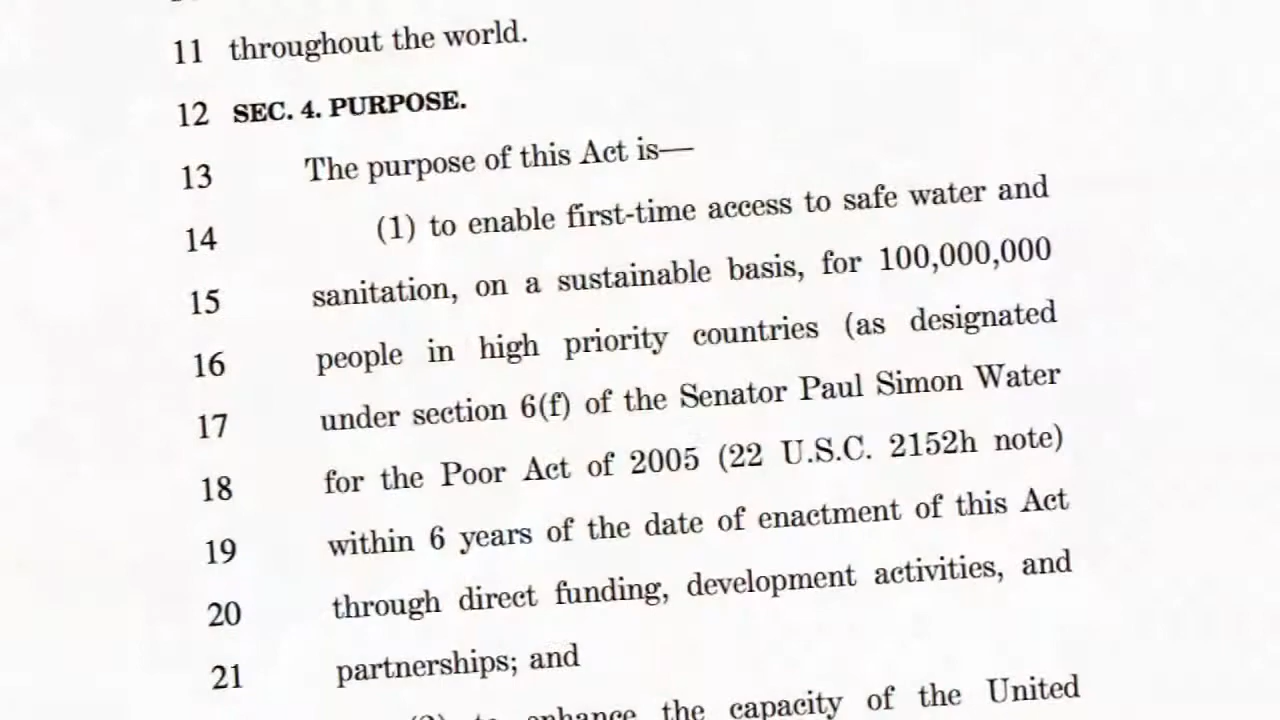 11 throughout the world.
12 SEC. 4. PURPOSE.
13 The purpose of this Act is—
14 (1) to enable first-time access to safe water and
15 sanitation, on a sustainable basis, for 100,000,000
16 people in high priority countries (as designated
17 under section 6(f) of the Senator Paul Simon Water
18 for the Poor Act of 2005 (22 U.S.C. 2152h note)
19 within 6 years of the date of enactment of this Act
20 through direct funding, development activities, and
21 partnerships; and
(2) to enhance the capacity of the United